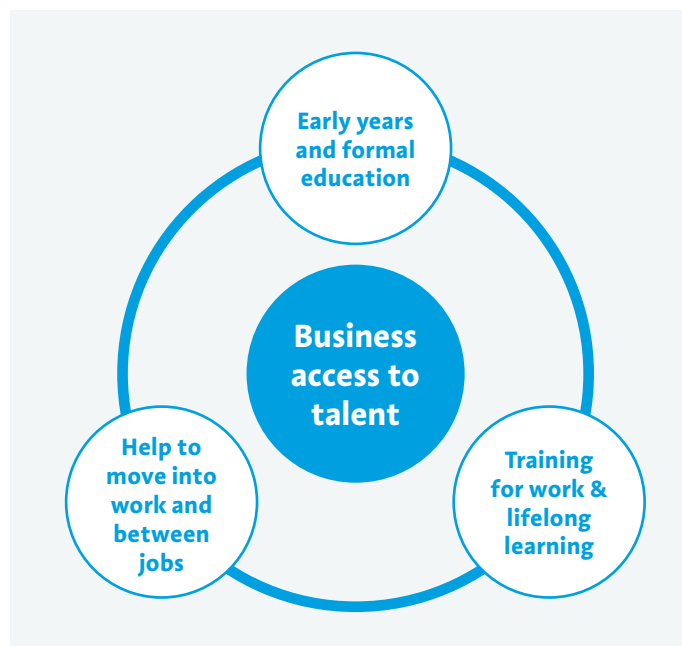 Early years
and formal
education
Business
access to
talent
Help to
move into
work and
between
jobs
Training
for work &
lifelong
learning